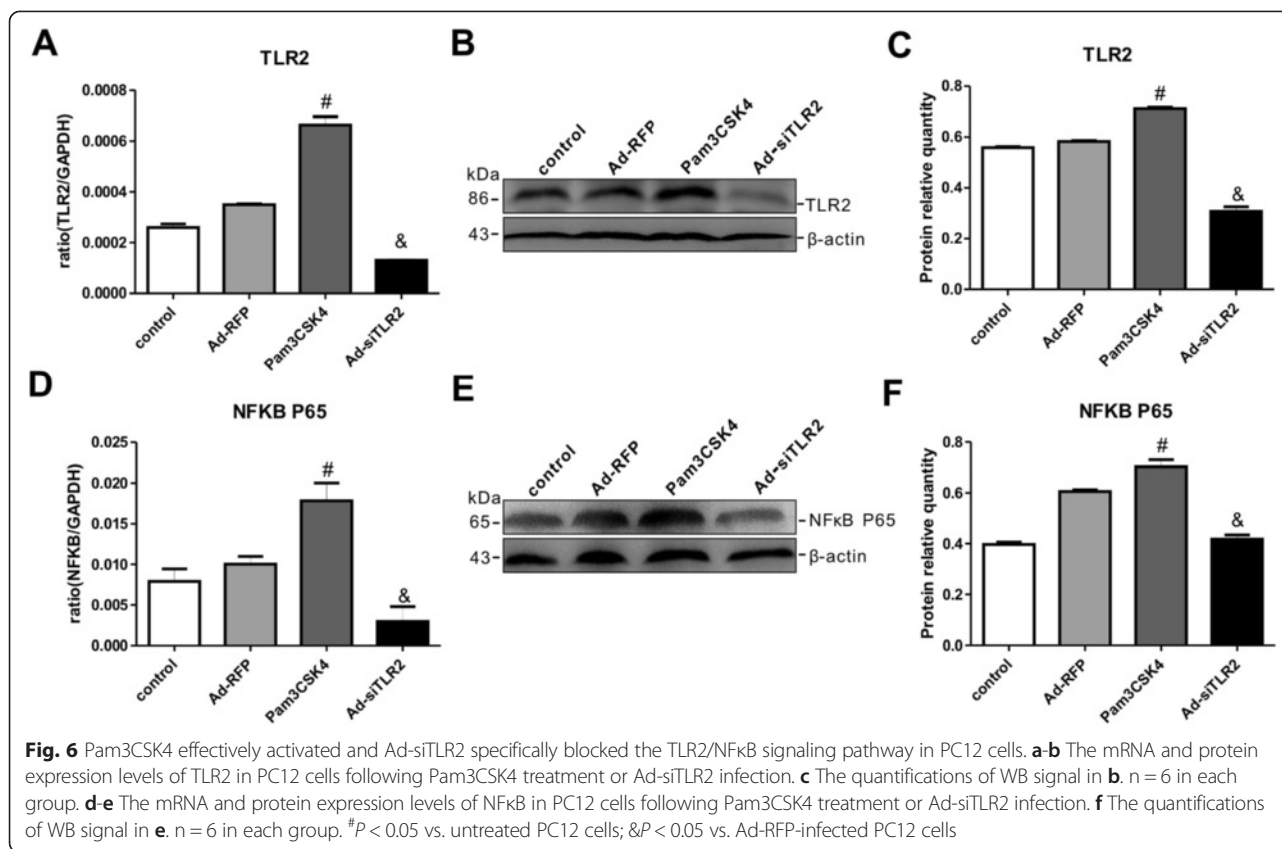 A
TLR2
ratio(TLR2/GAPDH)
0.0008
0.0006
0.0004
0.0002
0.0000
#
&
control
Ad-RFP
Pam3CSK4
Ad-siTLR2
B
control
Ad-RFP
Pam3CSK4
Ad-siTLR2
kDa
86
TLR2
43
β-actin
C
TLR2
Protein relative quantity
0.8
0.6
0.4
0.2
0.0
#
&
control
Ad-RFP
Pam3CSK4
Ad-siTLR2
D
NFKB P65
ratio(NFKB/GAPDH)
0.025
0.020
0.015
0.010
0.005
0.000
#
&
control
Ad-RFP
Pam3CSK4
Ad-siTLR2
E
control
Ad-RFP
Pam3CSK4
Ad-siTLR2
kDa
65
NFκB P65
43
β-actin
F
NFKB P65
Protein relative quantity
0.8
0.6
0.4
0.2
0.0
#
&
control
Ad-RFP
Pam3CSK4
Ad-siTLR2
Fig. 6 Pam3CSK4 effectively activated and Ad-siTLR2 specifically blocked the TLR2/NFκB signaling pathway in PC12 cells. a-b The mRNA and protein
expression levels of TLR2 in PC12 cells following Pam3CSK4 treatment or Ad-siTLR2 infection. c The quantifications of WB signal in b. n = 6 in each
group. d-e The mRNA and protein expression levels of NFκB in PC12 cells following Pam3CSK4 treatment or Ad-siTLR2 infection. f The quantifications
of WB signal in e. n = 6 in each group. #P < 0.05 vs. untreated PC12 cells; &P < 0.05 vs. Ad-RFP-infected PC12 cells